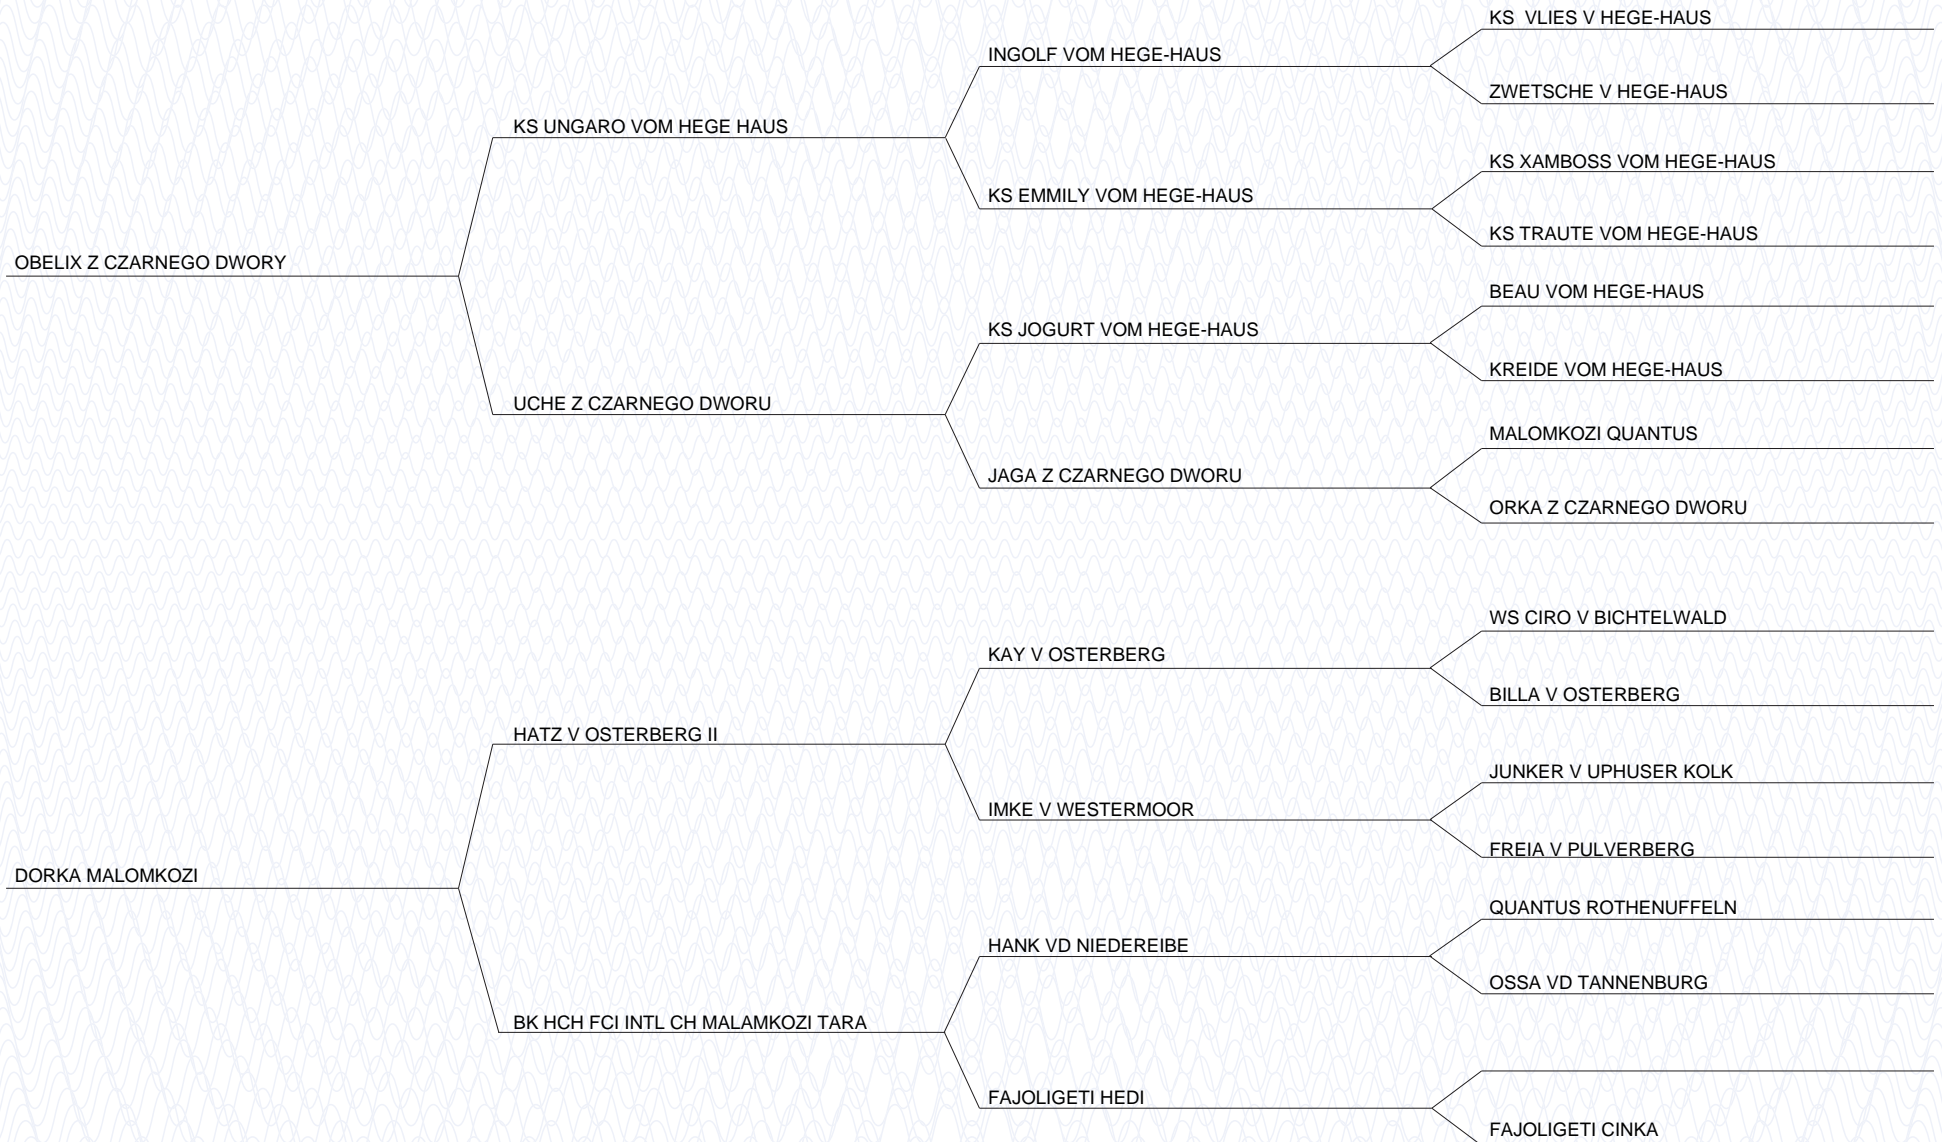 KS VLIES V HEGE-HAUS
INGOLF VOM HEGE-HAUS
ZWETSCHE V HEGE-HAUS
KS UNGARO VOM HEGE HAUS
KS XAMBOSS VOM HEGE-HAUS
KS EMMILY VOM HEGE-HAUS
KS TRAUTE VOM HEGE-HAUS
OBELIX Z CZARNEGO DWORY
BEAU VOM HEGE-HAUS
KS JOGURT VOM HEGE-HAUS
KREIDE VOM HEGE-HAUS
UCHE Z CZARNEGO DWORU
MALOMKOZI QUANTUS
JAGA Z CZARNEGO DWORU
ORKA Z CZARNEGO DWORU
WS CIRO V BICHTELWALD
KAY V OSTERBERG
BILLA V OSTERBERG
HATZ V OSTERBERG II
JUNKER V UPHUSER KOLK
IMKE V WESTERMOOR
FREIA V PULVERBERG
DORKA MALOMKOZI
QUANTUS ROTHENUFFELN
HANK VD NIEDEREIBE
OSSA VD TANNENBURG
BK HCH FCI INTL CH MALAMKOZI TARA
FAJOLIGETI HEDI
FAJOLIGETI CINKA